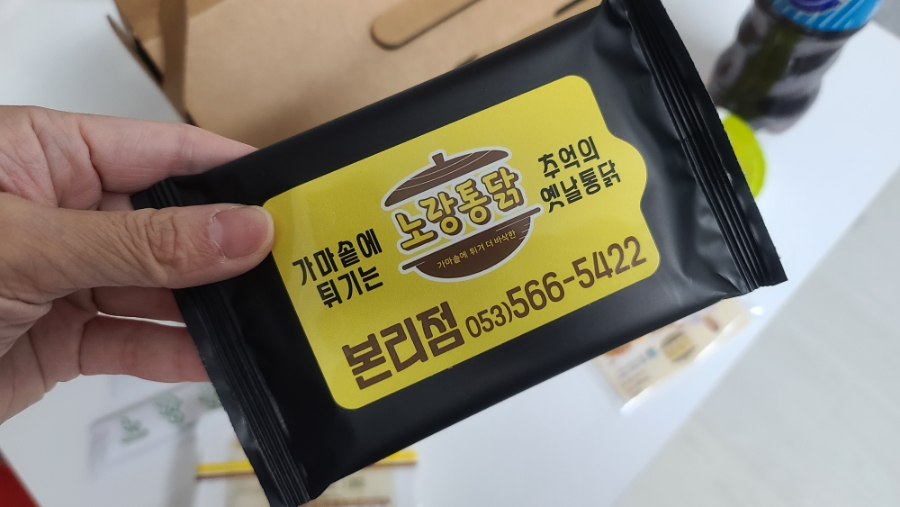 가마솥에
튀기는
노랑통닭
가마솥에 튀겨 더 바삭한
추억의
옛날통닭
본리점 053)566-5422